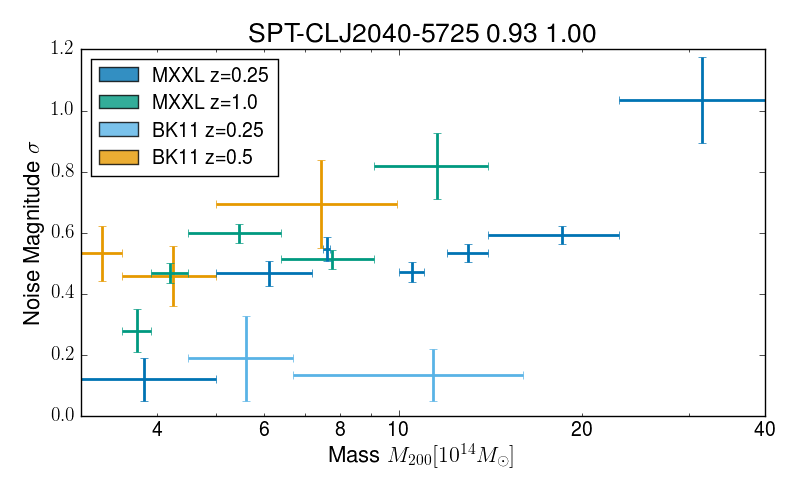 SPT-CLJ2040-5725 0.93 1.00
1.2
1.0
0.8
0.6
0.4
0.2
0.0
Noise Magnitude σ
MXXL z=0.25
MXXL z=1.0
BK11 z=0.25
BK11 z=0.5
4 6 8 10 20 40
Mass M₂₀₀[10¹⁴M☉]